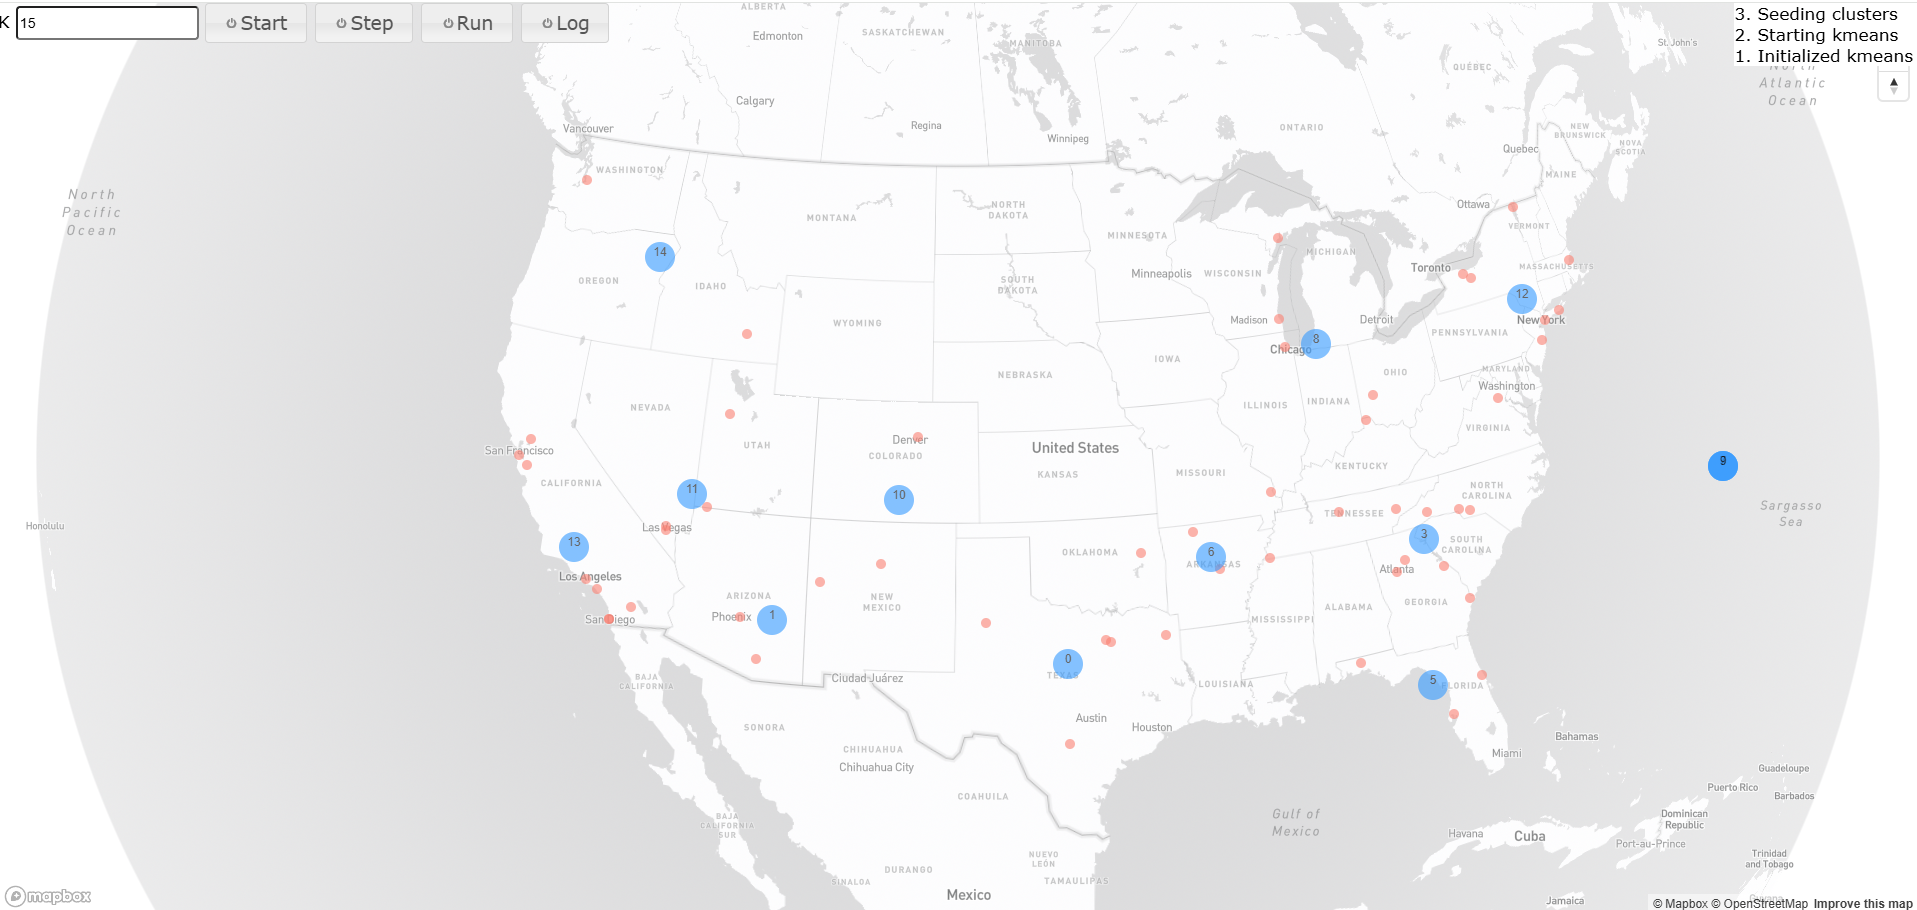 K 15 Start Step Run Log
3. Seeding clusters
2. Starting kmeans
1. Initialized kmeans
ALBERTA
Edmonton
SASKATCHEWAN
MANITOBA
St. John's
QUÉBEC
North
Atlantic
Ocean
Calgary
Regina
Winnipeg
ONTARIO
Vancouver
NEW
BRUNSWICK
NOVA
SCOTIA
Quebec
WASHINGTON
MAINE
North
Pacific
Ocean
MONTANA
NORTH
DAKOTA
MINNESOTA
Ottawa
VERMONT
14
MICHIGAN
Toronto
MASSACHUSETTS
OREGON
IDAHO
SOUTH
DAKOTA
Minneapolis
WISCONSIN
12
WYOMING
Madison
Detroit
New York
PENNSYLVANIA
8
Chicago
IOWA
OHIO
MARYLAND
NEBRASKA
Washington
NEVADA
ILLINOIS
INDIANA
UTAH
Denver
COLORADO
United States
VIRGINIA
San Francisco
KANSAS
MISSOURI
KENTUCKY
9
CALIFORNIA
11
10
NORTH
CAROLINA
Sargasso
Sea
Honolulu
Las Vegas
TENNESSEE
13
3
SOUTH
CAROLINA
OKLAHOMA
6
ARKANSAS
Los Angeles
Atlanta
ARIZONA
NEW
MEXICO
ALABAMA
GEORGIA
Phoenix
1
San Diego
MISSISSIPPI
0
TEXAS
BAJA
CALIFORNIA
Ciudad Juárez
LOUISIANA
5
FLORIDA
SONORA
Austin
Houston
CHIHUAHUA
Chihuahua City
Bahamas
Miami
Guadeloupe
Puerto Rico
Barbados
COAHUILA
BAJA
CALIFORNIA
SUR
Gulf of
Mexico
Dominican
Republic
Havana
Cuba
Port-au-Prince
NUEVO
LEÓN
Trinidad
and Tobago
DURANGO
SINALOA
TAMAULIPAS
Mexico
Jamaica
mapbox
© Mapbox © OpenStreetMap Improve this map